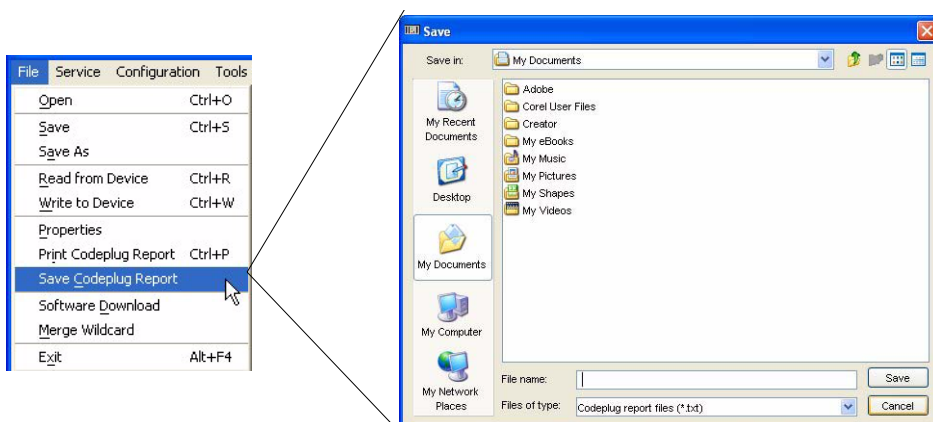 File Service Configuration Tools
Open Ctrl+O
Save Ctrl+S
Save As
Read from Device Ctrl+R
Write to Device Ctrl+W
Properties
Print Codeplug Report Ctrl+P
Save Codeplug Report
Software Download
Merge Wildcard
Exit Alt+F4
Save
Save in: My Documents
My Recent
Documents
Desktop
My Documents
My Computer
My Network
Places
Adobe
Corel User Files
Creator
My eBooks
My Music
My Pictures
My Shapes
My Videos
File name: Save
Files of type: Codeplug report files (*.txt) Cancel